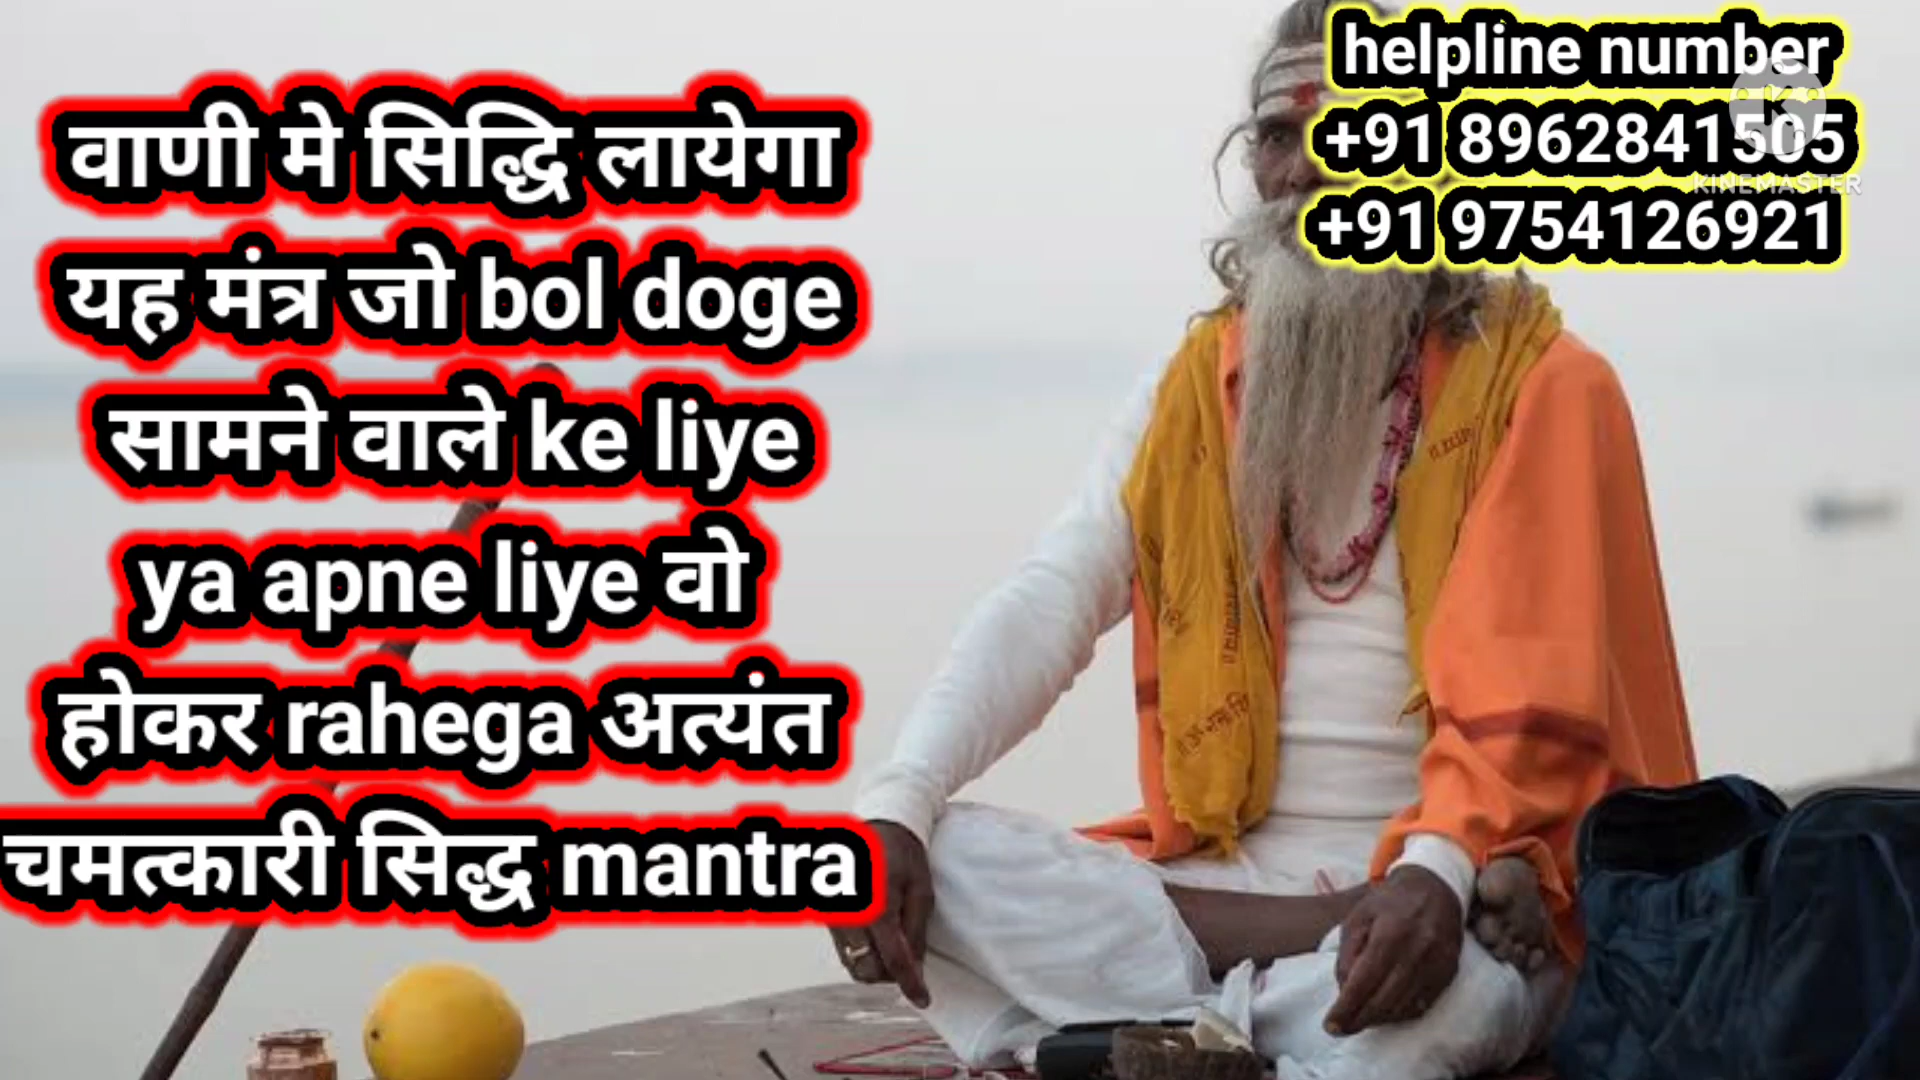 वाणी मे सिद्धि लायेगा
यह मंत्र जो bol doge
सामने वाले ke liye
ya apne liye वो
होकर rahega अत्यंत
चमत्कारी सिद्ध mantra
helpline number
+91 8962841505
+91 9754126921
KINEMASTER